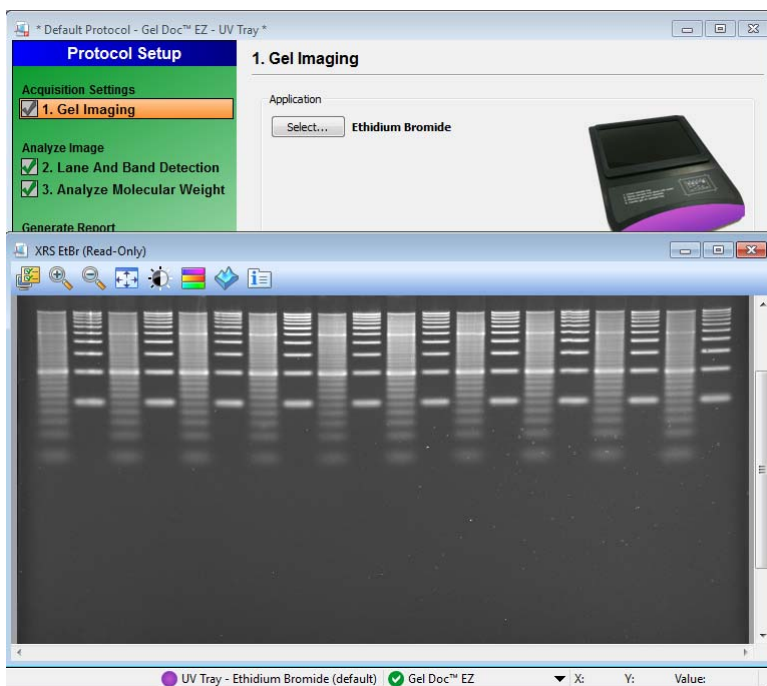 * Default Protocol - Gel Doc™ EZ - UV Tray *
Protocol Setup
Acquisition Settings
1. Gel Imaging
Analyze Image
2. Lane And Band Detection
3. Analyze Molecular Weight
Generate Report
1. Gel Imaging
Application
Select...
Ethidium Bromide
XRS EtBr (Read-Only)
UV Tray - Ethidium Bromide (default) Gel Doc™ EZ X: Y: Value: